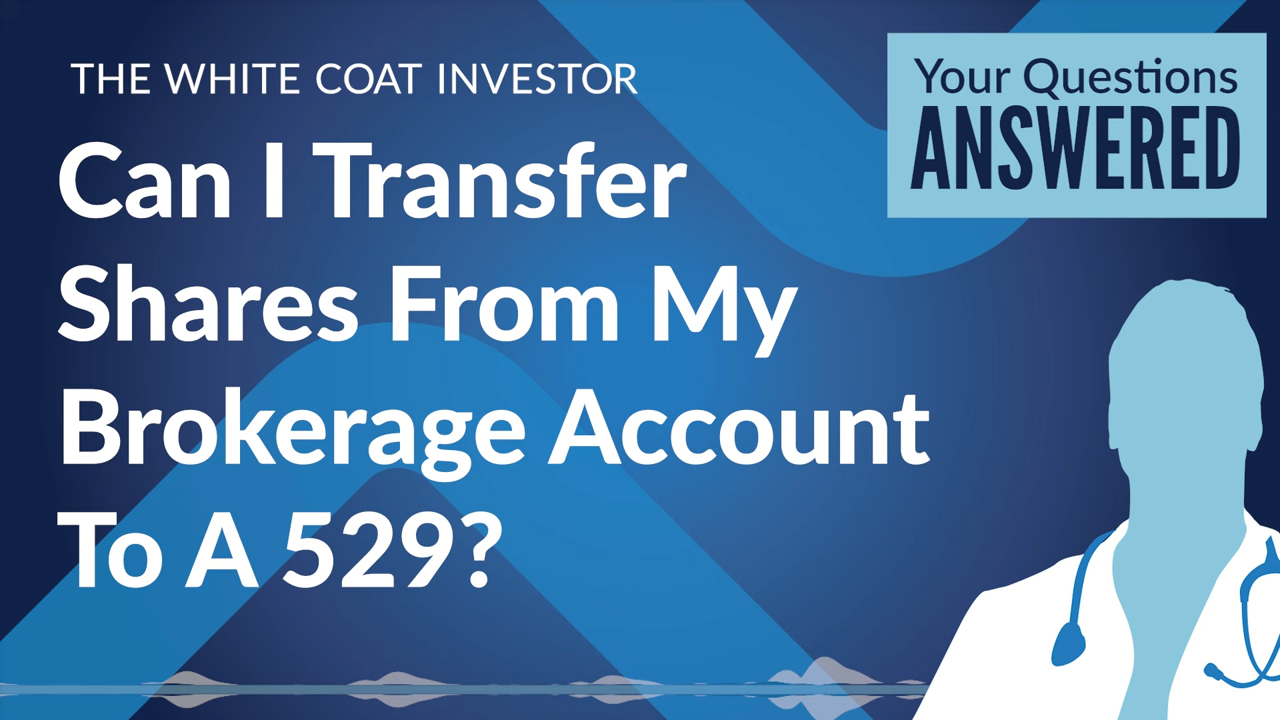 THE WHITE COAT INVESTOR
Your Questions
ANSWERED
Can I Transfer
Shares From My
Brokerage Account
To A 529?